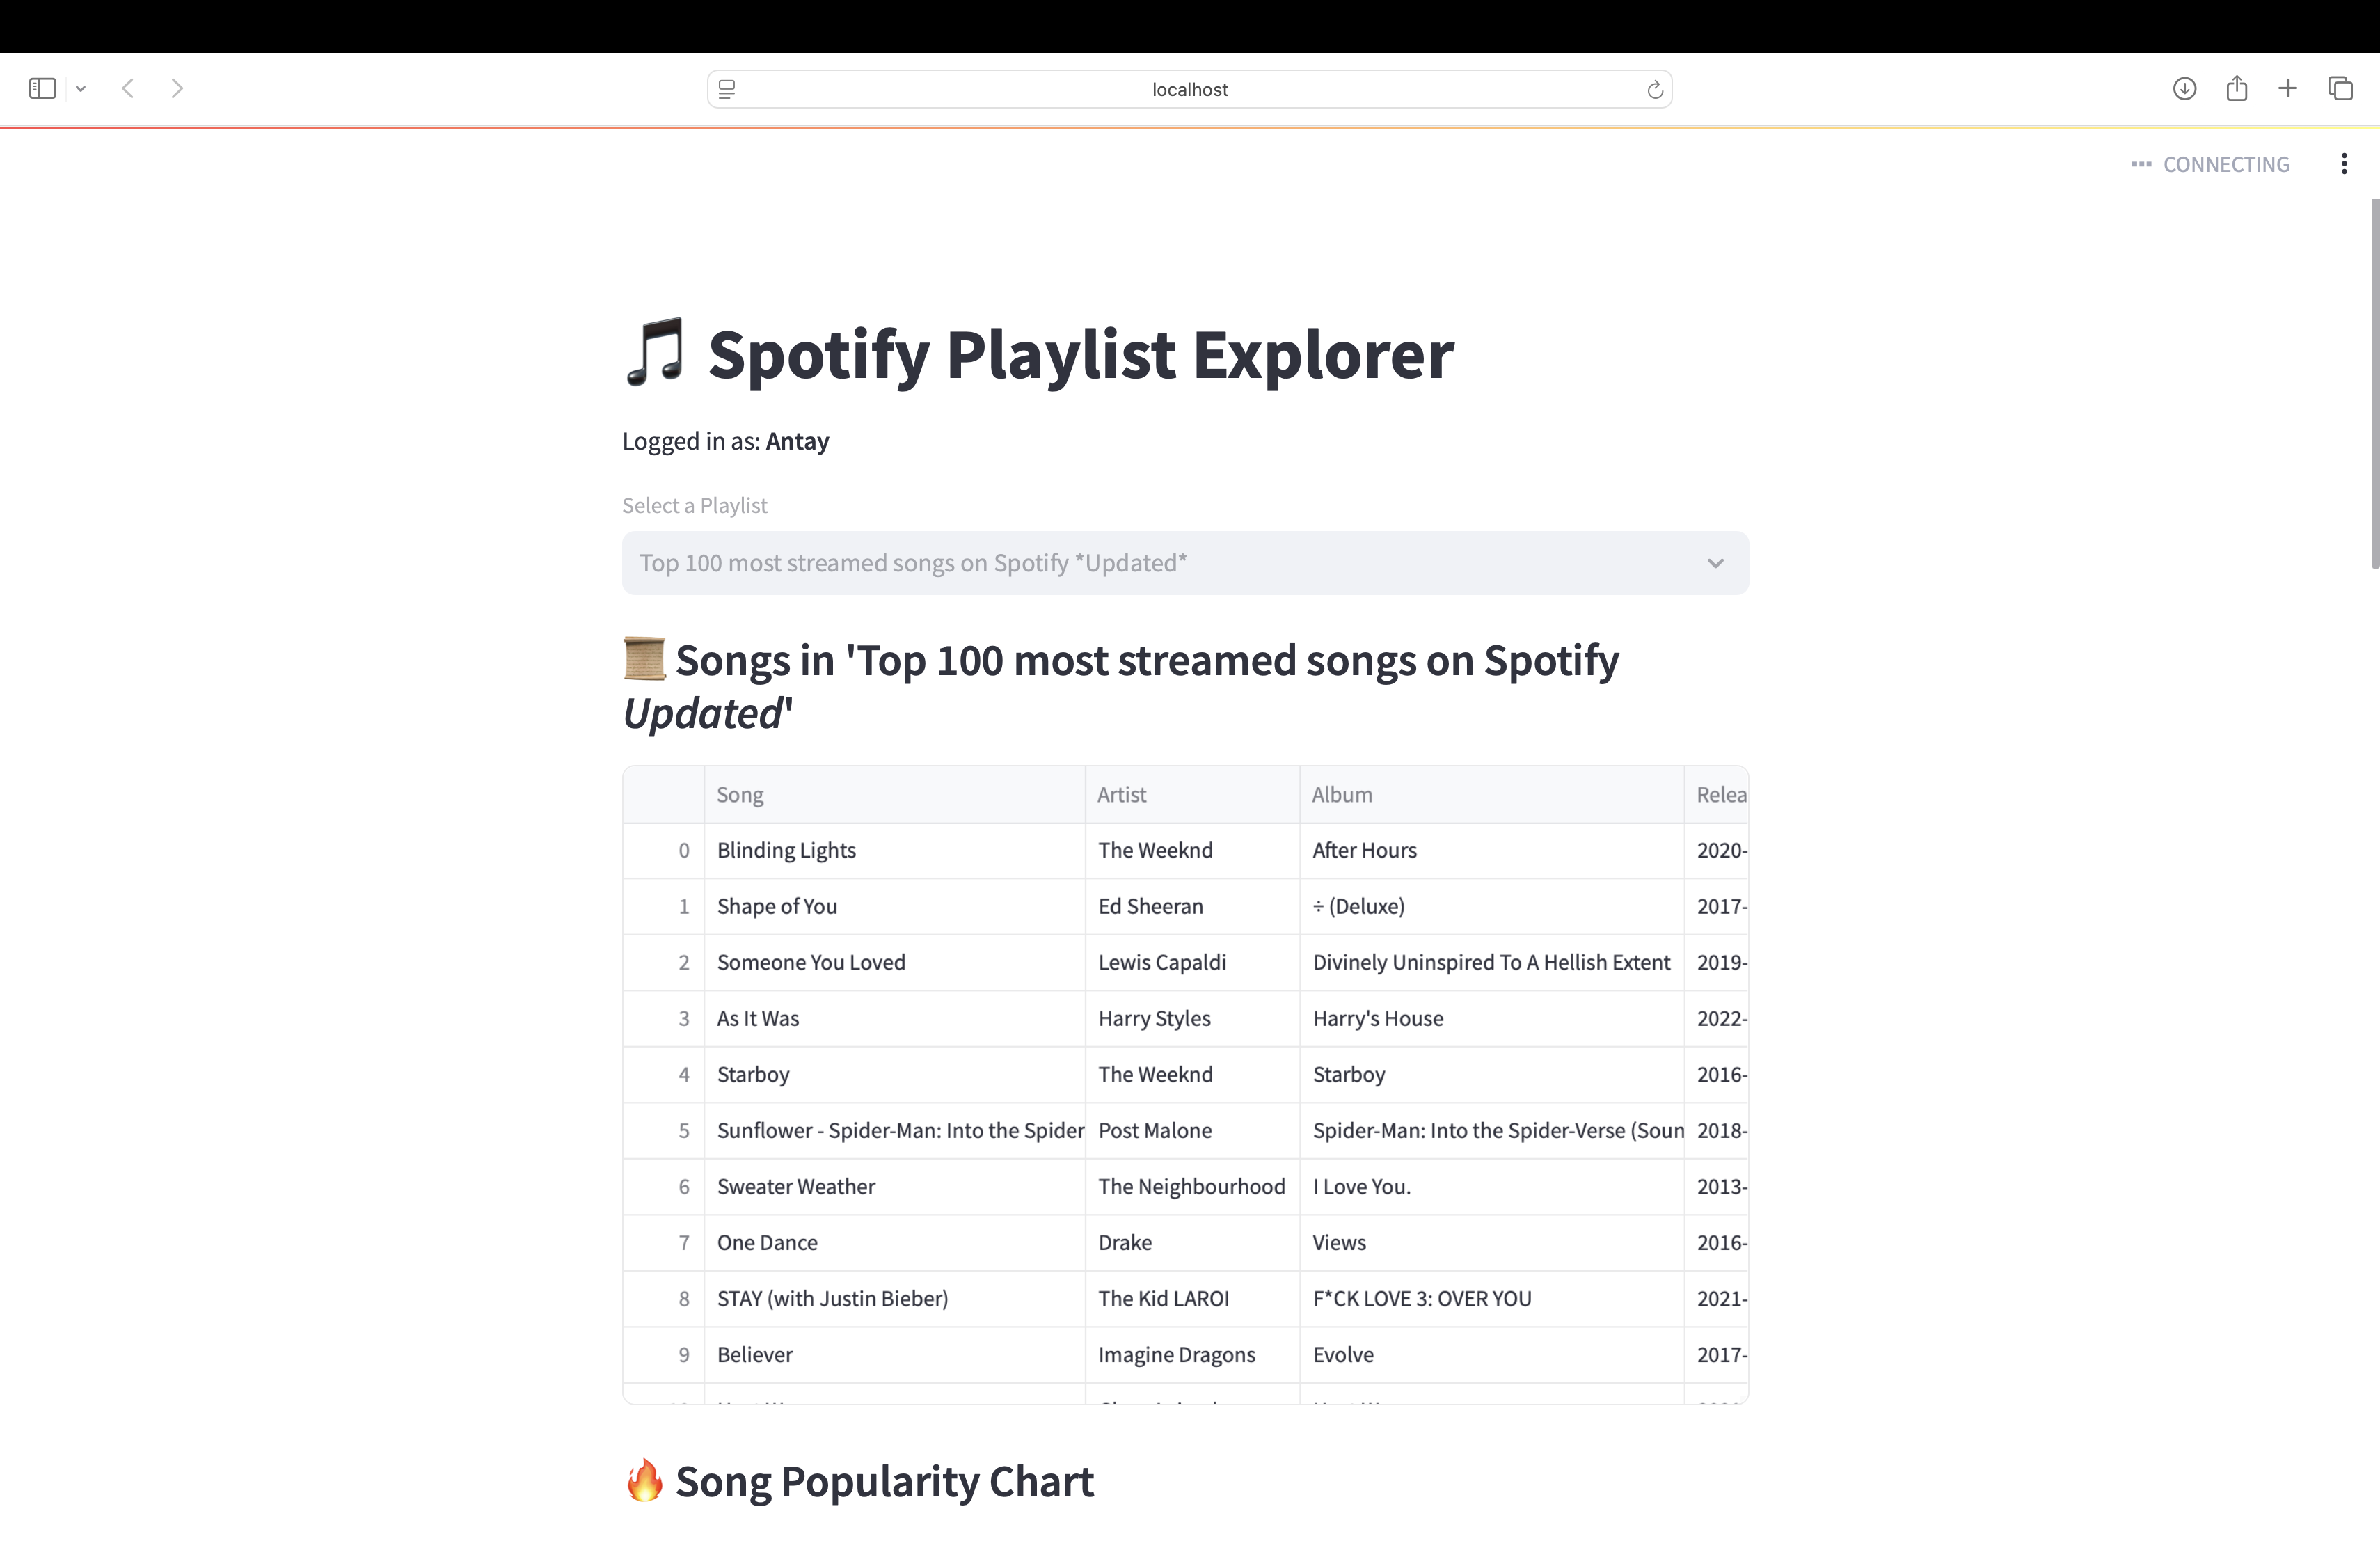 localhost
CONNECTING
🎵 Spotify Playlist Explorer
Logged in as: Antay
Select a Playlist
Top 100 most streamed songs on Spotify *Updated*
📜 Songs in 'Top 100 most streamed songs on Spotify
Updated'
Song Artist Album Relea
0 Blinding Lights The Weeknd After Hours 2020-
1 Shape of You Ed Sheeran ÷ (Deluxe) 2017-
2 Someone You Loved Lewis Capaldi Divinely Uninspired To A Hellish Extent 2019-
3 As It Was Harry Styles Harry's House 2022-
4 Starboy The Weeknd Starboy 2016-
5 Sunflower - Spider-Man: Into the Spider Post Malone Spider-Man: Into the Spider-Verse (Soun 2018-
6 Sweater Weather The Neighbourhood I Love You. 2013-
7 One Dance Drake Views 2016-
8 STAY (with Justin Bieber) The Kid LAROI F*CK LOVE 3: OVER YOU 2021-
9 Believer Imagine Dragons Evolve 2017-
🔥 Song Popularity Chart